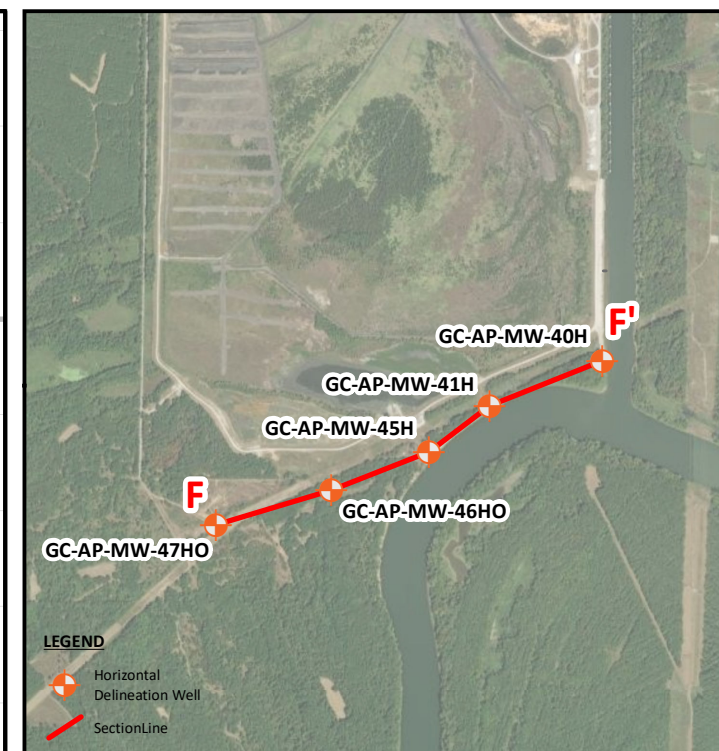 F'
GC-AP-MW-40H
GC-AP-MW-41H
GC-AP-MW-45H
F
GC-AP-MW-46HO
GC-AP-MW-47HO
LEGEND
Horizontal
Delineation Well
SectionLine